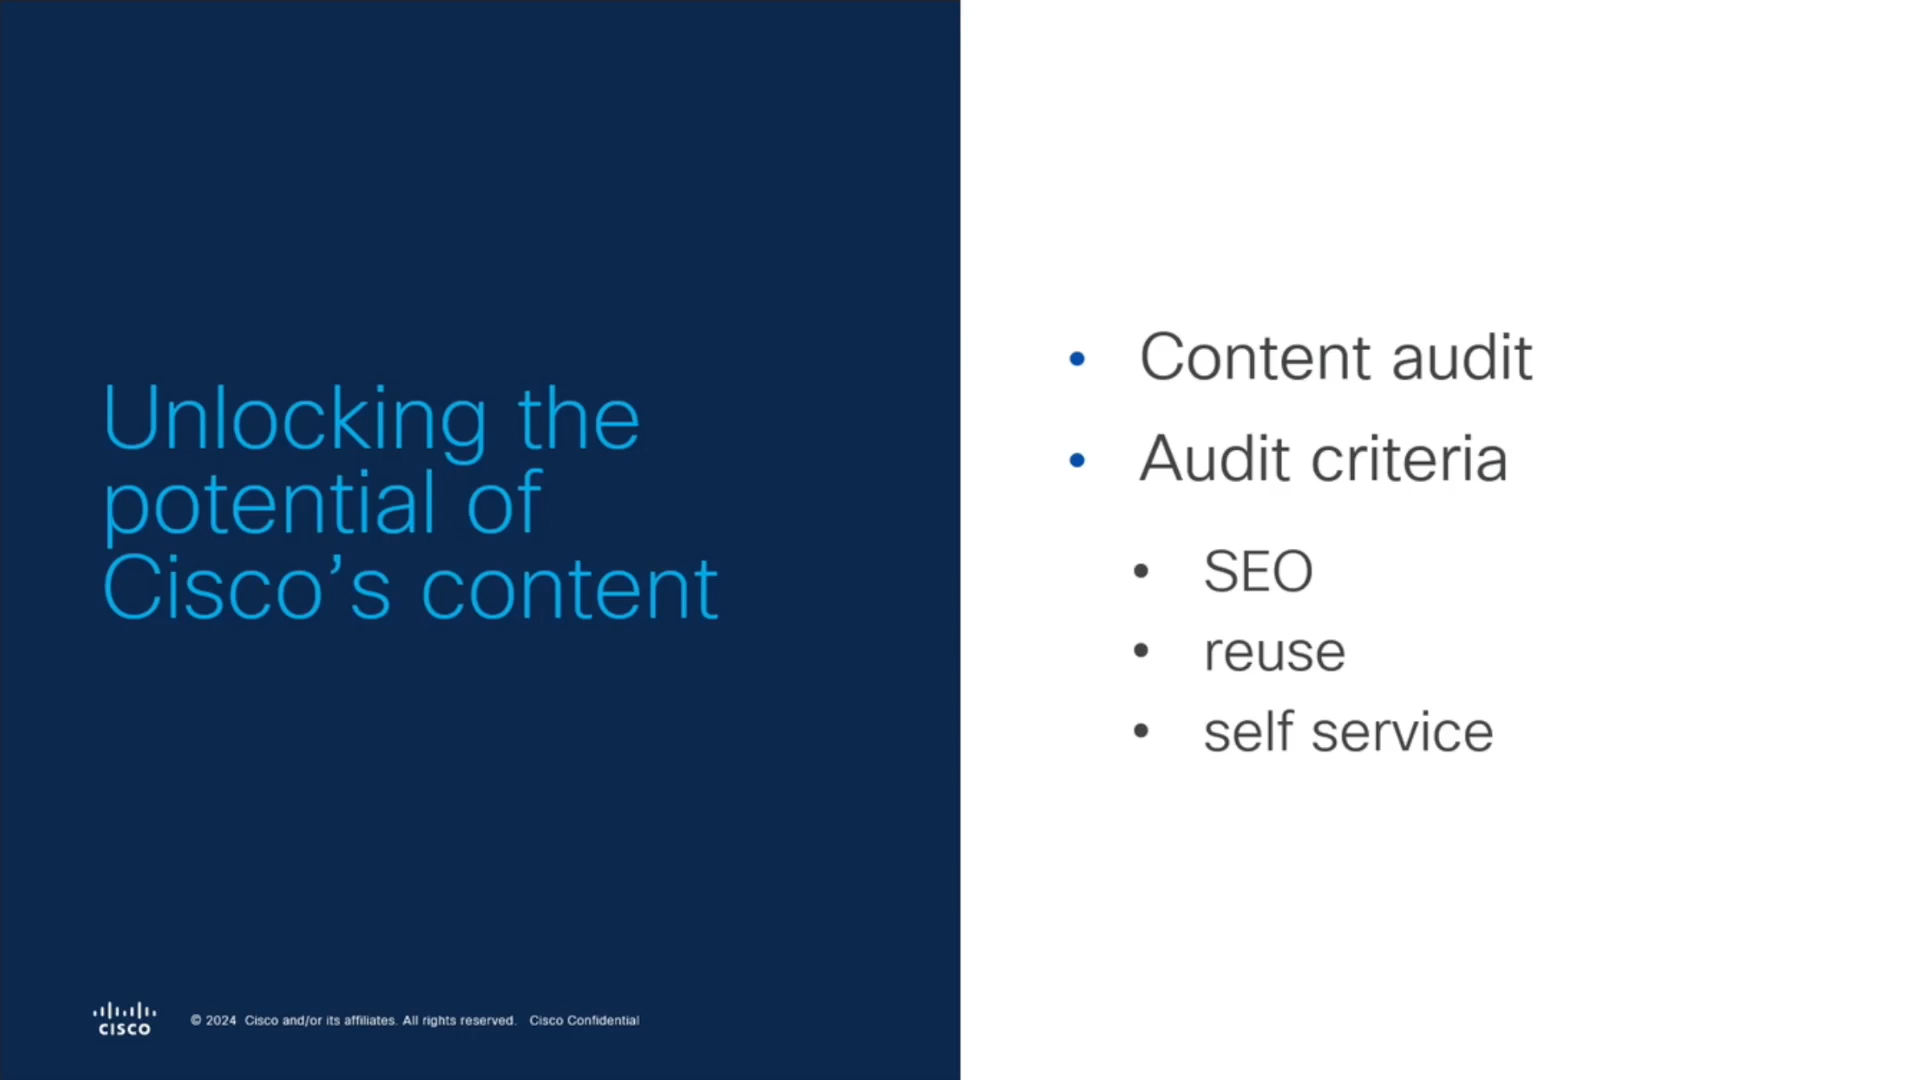 Unlocking the
potential of
Cisco's content
• Content audit
• Audit criteria
• SEO
• reuse
• self service
CISCO
© 2024 Cisco and/or its affiliates. All rights reserved. Cisco Confidential